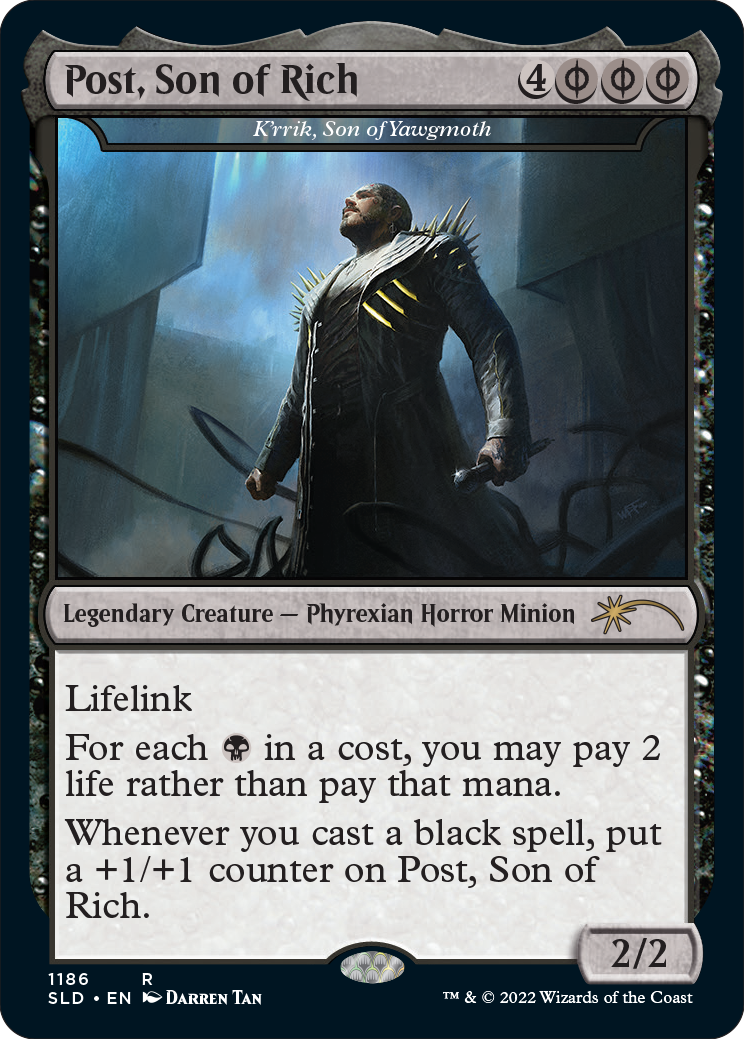 Post, Son of Rich 4
K'rrik, Son of Yawgmoth
Legendary Creature — Phyrexian Horror Minion
Lifelink
For each in a cost, you may pay 2
life rather than pay that mana.
Whenever you cast a black spell, put
a +1/+1 counter on Post, Son of
Rich.
2/2
1186 R
SLD • EN Darren Tan
™ & © 2022 Wizards of the Coast